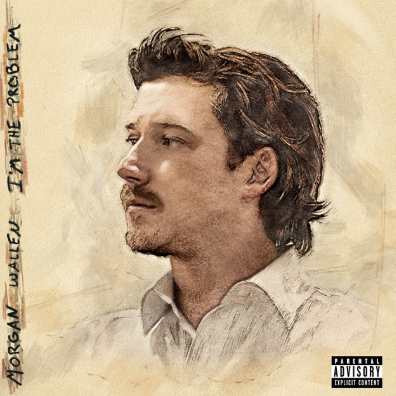 MORGAN WALLEN I'M THE PROBLEM
PARENTAL
ADVISORY
EXPLICIT CONTENT